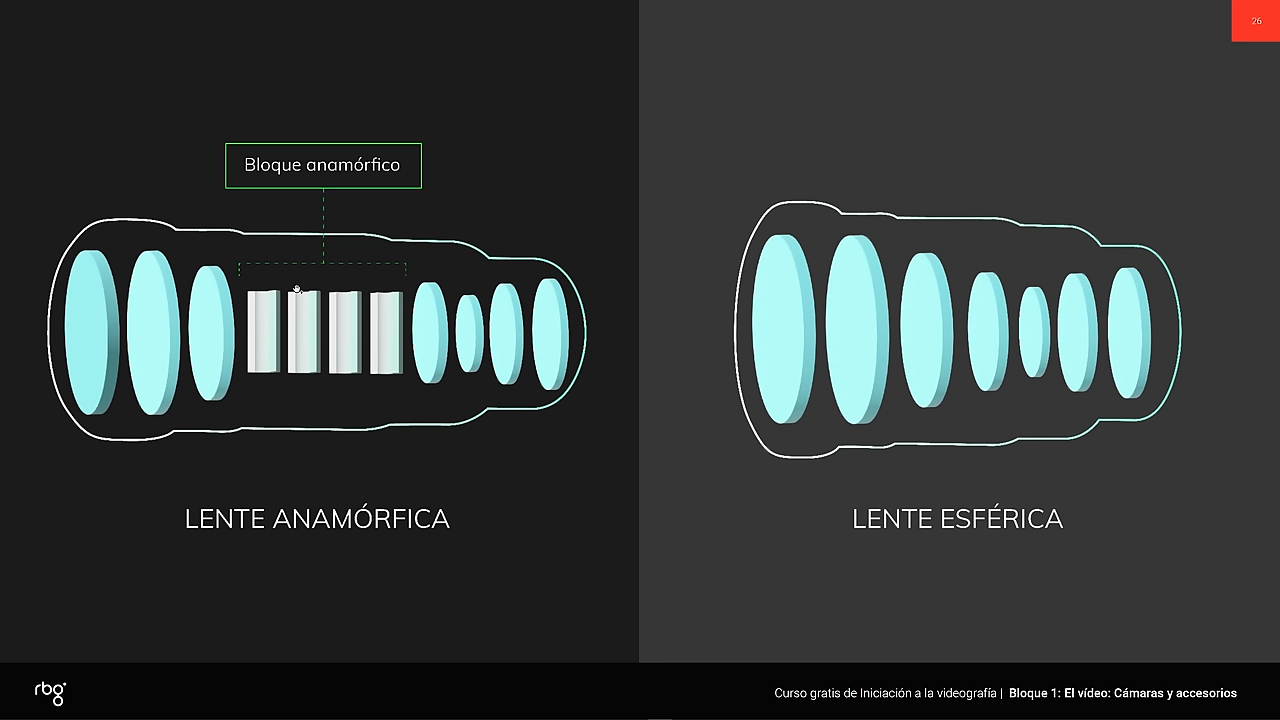 26
Bloque anamórfico
LENTE ANAMÓRFICA
LENTE ESFÉRICA
rbg
Curso gratis de Iniciación a la videografía | Bloque 1: El vídeo: Cámaras y accesorios